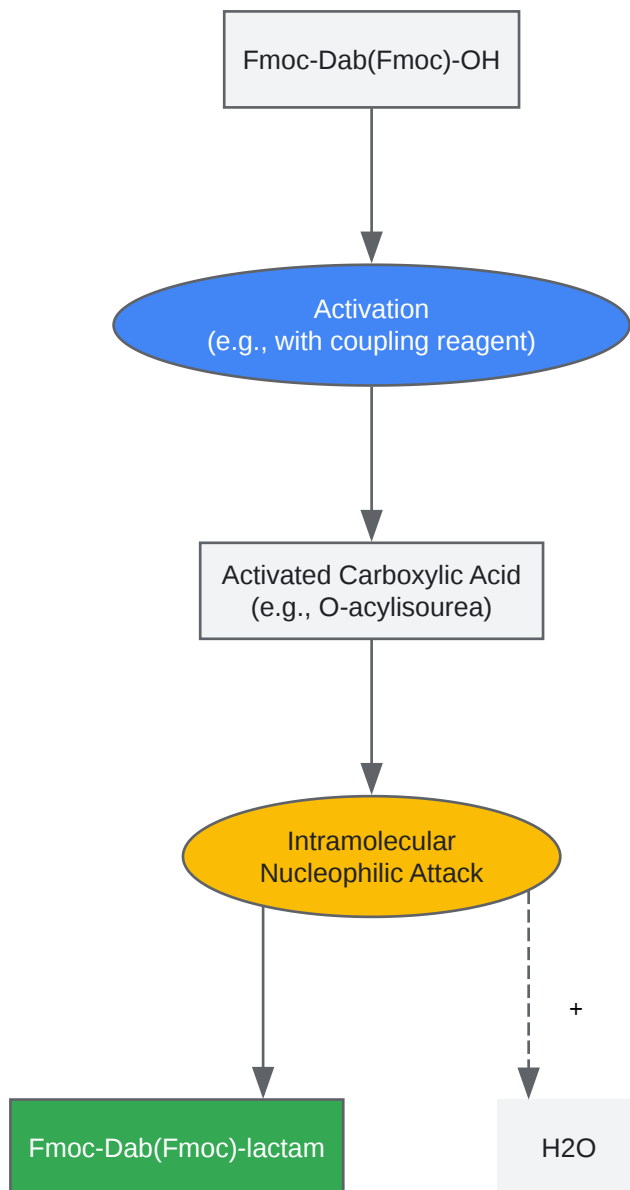 Fmoc-Dab(Fmoc)-OH
Activation
(e.g., with coupling reagent)
Activated Carboxylic Acid
(e.g., O-acylisourea)
Intramolecular
Nucleophilic Attack
+
Fmoc-Dab(Fmoc)-lactam
H2O